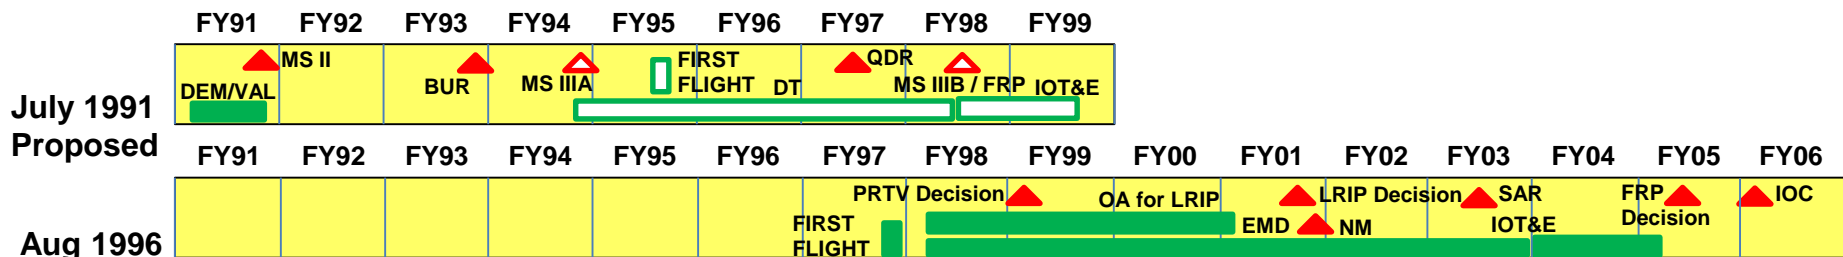 FY91 FY92 FY93 FY94 FY95 FY96 FY97 FY98 FY99
MS II
BUR
MS IIIA
FIRST
FLIGHT
DT
QDR
MS IIIB / FRP
IOT&E
DEM/VAL
July 1991
Proposed
FY91 FY92 FY93 FY94 FY95 FY96 FY97 FY98 FY99 FY00 FY01 FY02 FY03 FY04 FY05 FY06
PRTV Decision
OA for LRIP
LRIP Decision
SAR
FRP
Decision
IOC
FIRST
FLIGHT
EMD
NM
IOT&E
Aug 1996